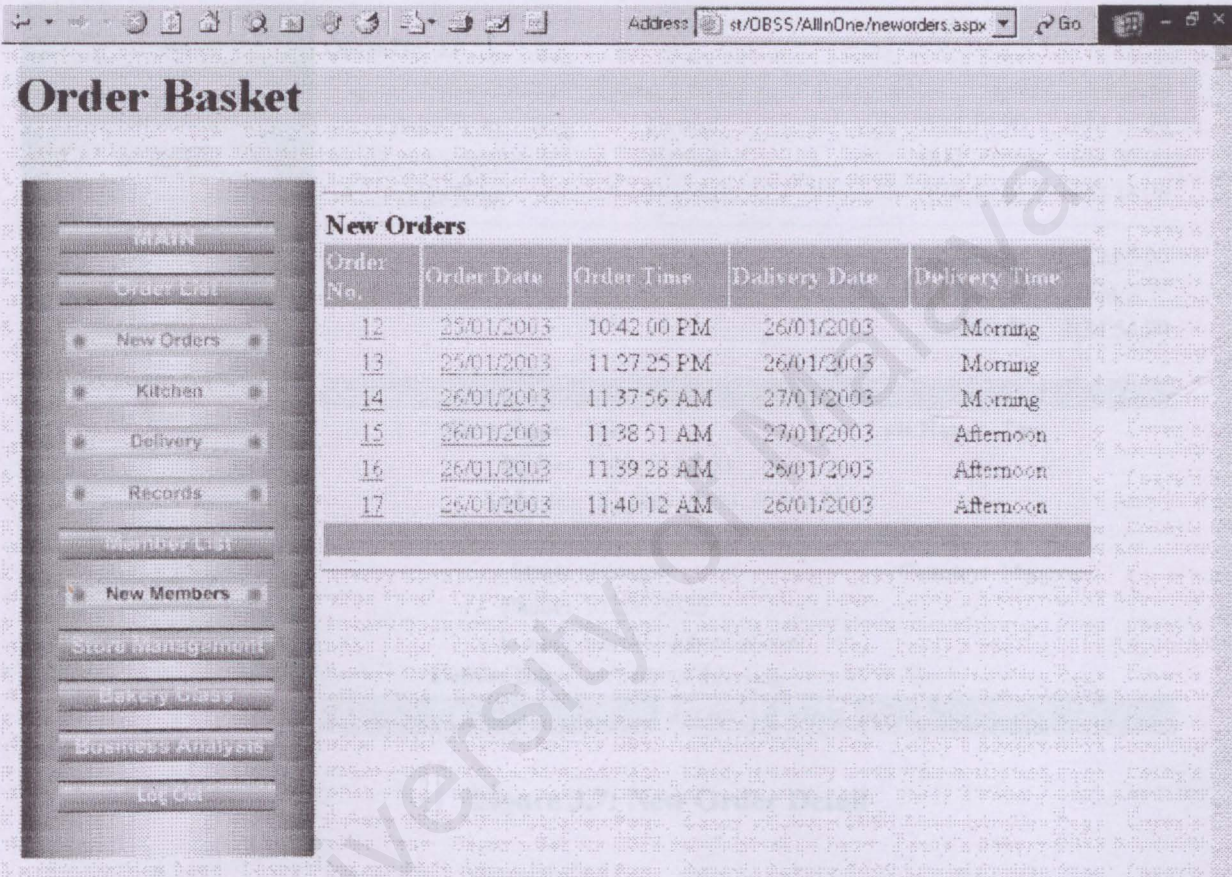 Address st/OBSS/AllInOne/neworders.aspx Go
Order Basket
MAIN
Order List
New Orders
Kitchen
Delivery
Records
Member List
New Members
Store Management
Bakery Class
Business Analysis
Log Out
New Orders
Order No. Order Date Order Time Dalivery Date Delivery Time
12 25/01/2003 10:42:00 PM 26/01/2003 Morning
13 25/01/2003 11:27:25 PM 26/01/2003 Morning
14 26/01/2003 11:37:56 AM 27/01/2003 Morning
15 26/01/2003 11:38:51 AM 27/01/2003 Afternoon
16 26/01/2003 11:39:28 AM 26/01/2003 Afternoon
17 26/01/2003 11:40:12 AM 26/01/2003 Afternoon
University of Malaya